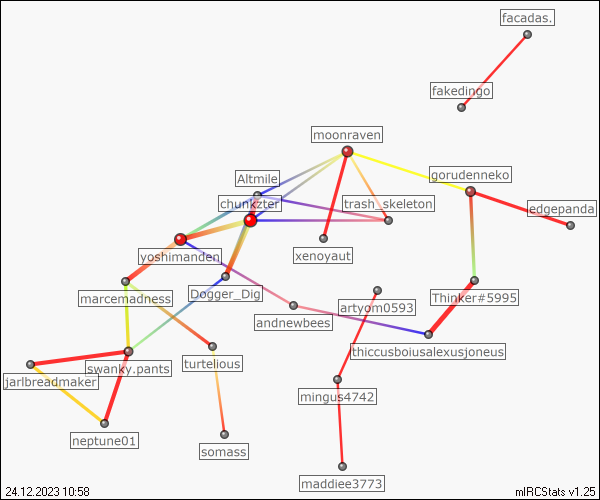 facadas.
fakedingo
moonraven
Altmile
gorudenneko
chunkzter
trash_skeleton
edgepanda
yoshimanden
xenoyaut
marcemadness
Dogger_Dig
artyom0593
Thinker#5995
andnewbees
thiccusboiusalexusjoneus
swanky.pants
turtelious
jarlbreadmaker
mingus4742
neptune01
somass
maddiee3773
24.12.2023 10:58
mIRCStats v1.25